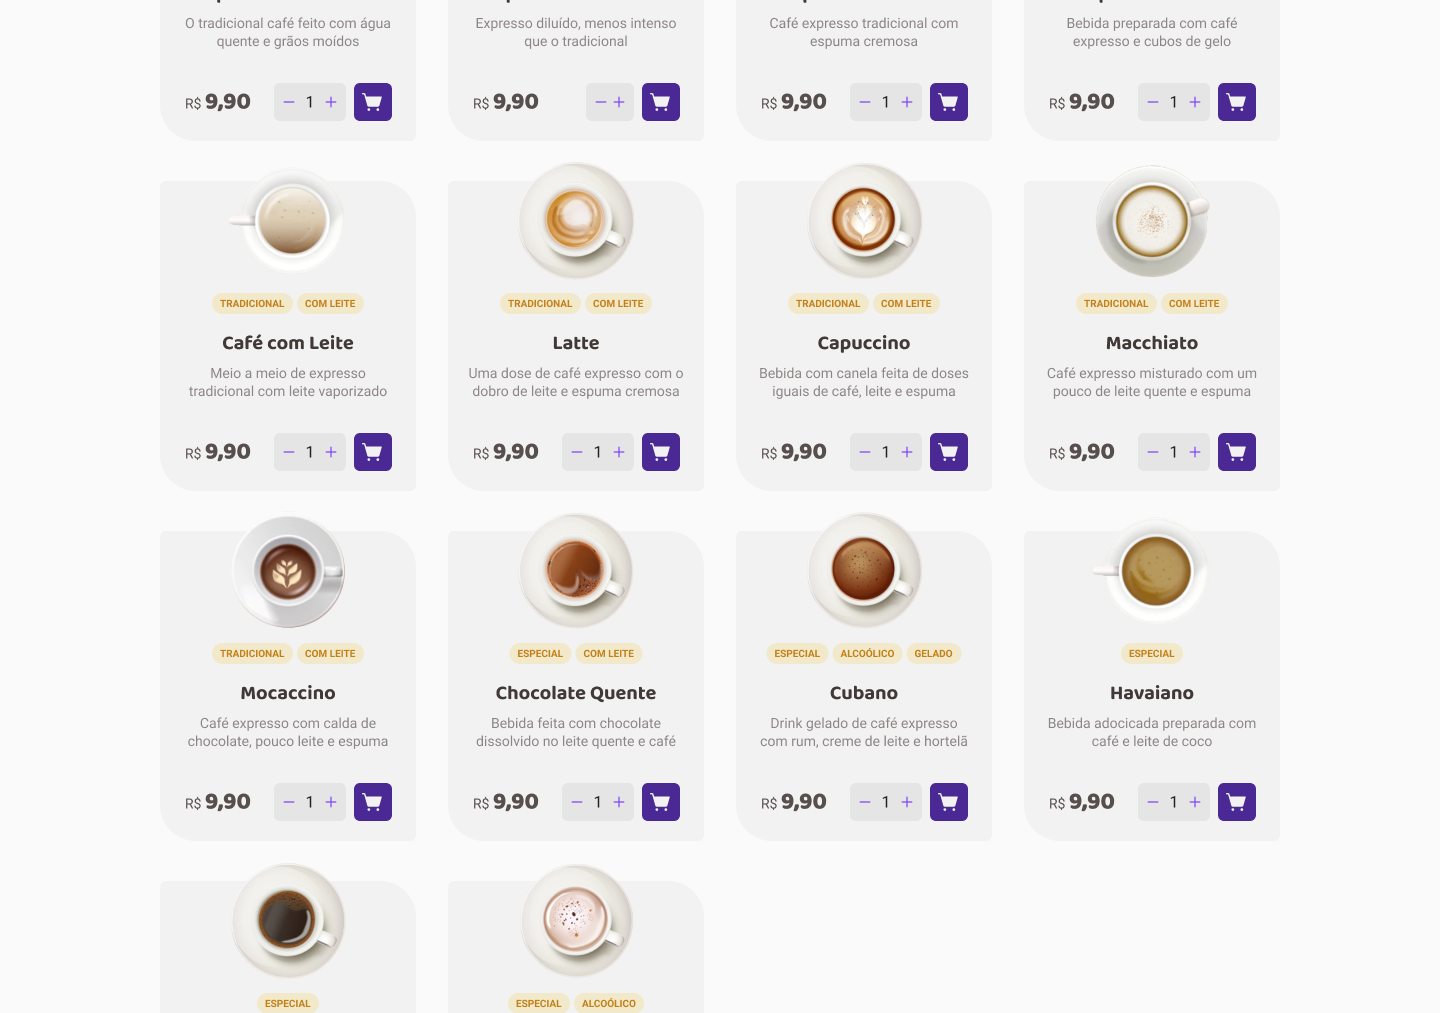 O tradicional café feito com água
quente e grãos moídos
R$ 9,90
− 1 +
Expresso diluído, menos intenso
que o tradicional
R$ 9,90
− +
Café expresso tradicional com
espuma cremosa
R$ 9,90
− 1 +
Bebida preparada com café
expresso e cubos de gelo
R$ 9,90
− 1 +
TRADICIONAL COM LEITE
Café com Leite
Meio a meio de expresso
tradicional com leite vaporizado
R$ 9,90
− 1 +
TRADICIONAL COM LEITE
Latte
Uma dose de café expresso com o
dobro de leite e espuma cremosa
R$ 9,90
− 1 +
TRADICIONAL COM LEITE
Capuccino
Bebida com canela feita de doses
iguais de café, leite e espuma
R$ 9,90
− 1 +
TRADICIONAL COM LEITE
Macchiato
Café expresso misturado com um
pouco de leite quente e espuma
R$ 9,90
− 1 +
TRADICIONAL COM LEITE
Mocaccino
Café expresso com calda de
chocolate, pouco leite e espuma
R$ 9,90
− 1 +
ESPECIAL COM LEITE
Chocolate Quente
Bebida feita com chocolate
dissolvido no leite quente e café
R$ 9,90
− 1 +
ESPECIAL ALCOÓLICO GELADO
Cubano
Drink gelado de café expresso
com rum, creme de leite e hortelã
R$ 9,90
− 1 +
ESPECIAL
Havaiano
Bebida adocicada preparada com
café e leite de coco
R$ 9,90
− 1 +
ESPECIAL
ESPECIAL ALCOÓLICO